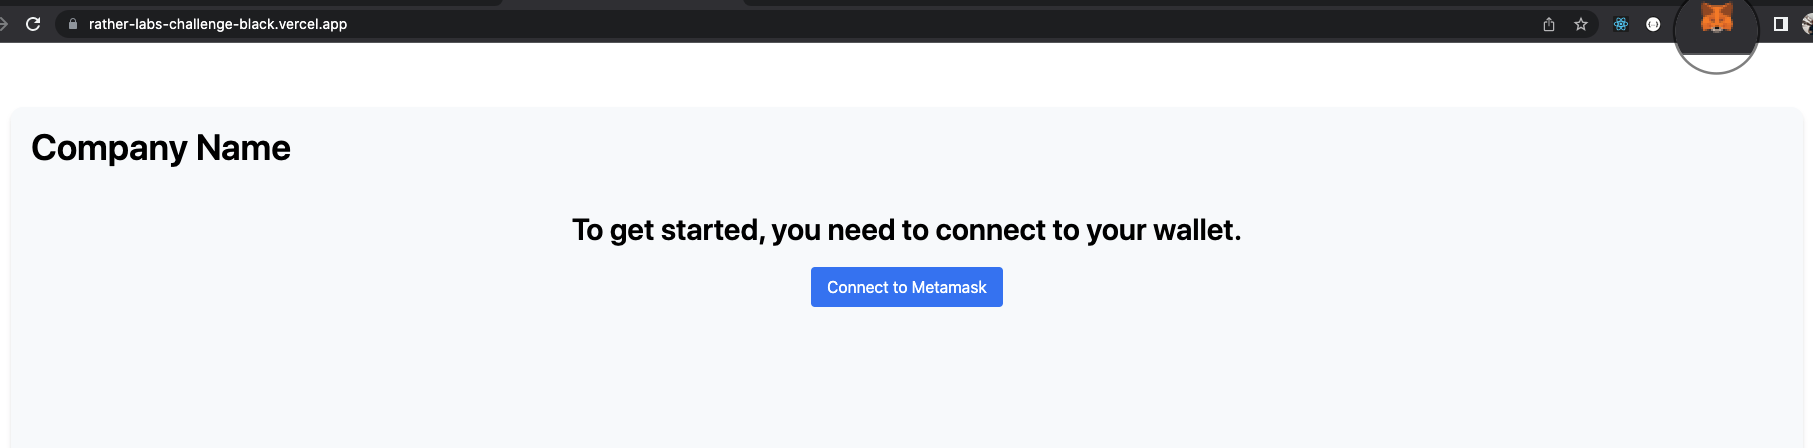 rather-labs-challenge-black.vercel.app
Company Name
To get started, you need to connect to your wallet.
Connect to Metamask